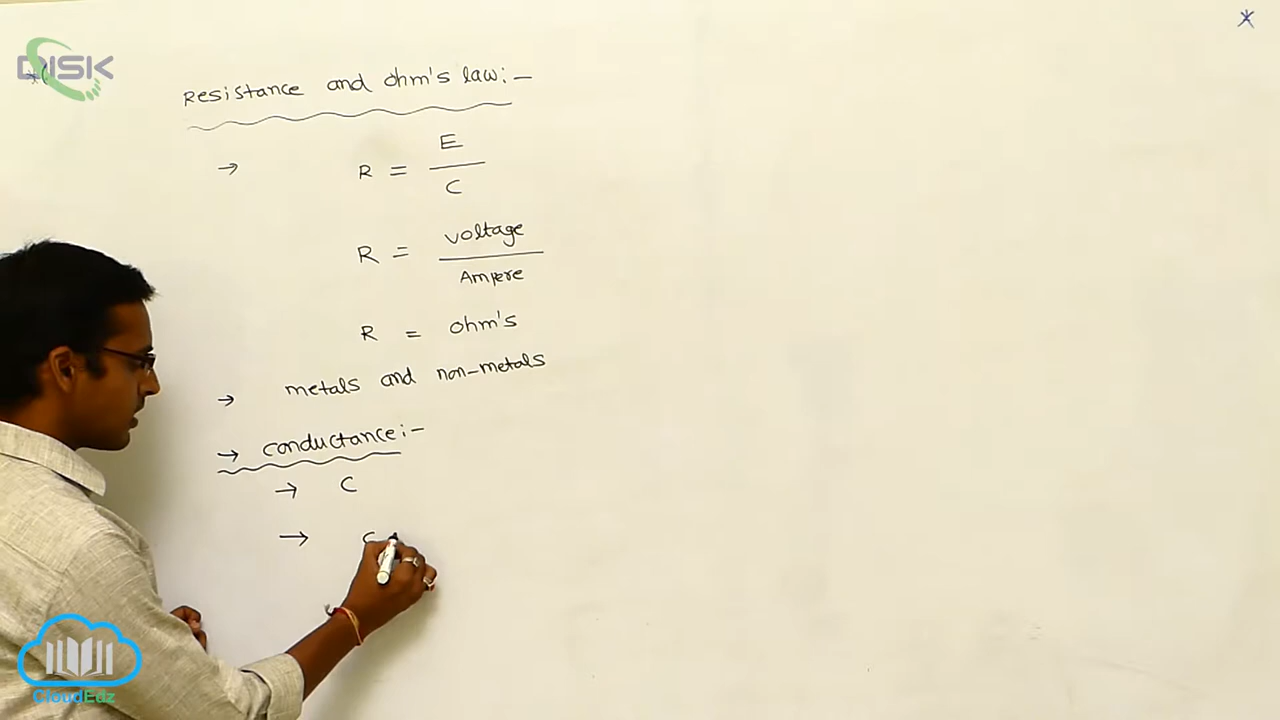 DISK
Resistance and ohm's law:-
→ R = E / C
R = voltage / Ampere
R = ohm's
→ metals and non-metals
→ conductance:-
→ C
→ C
CloudEdz